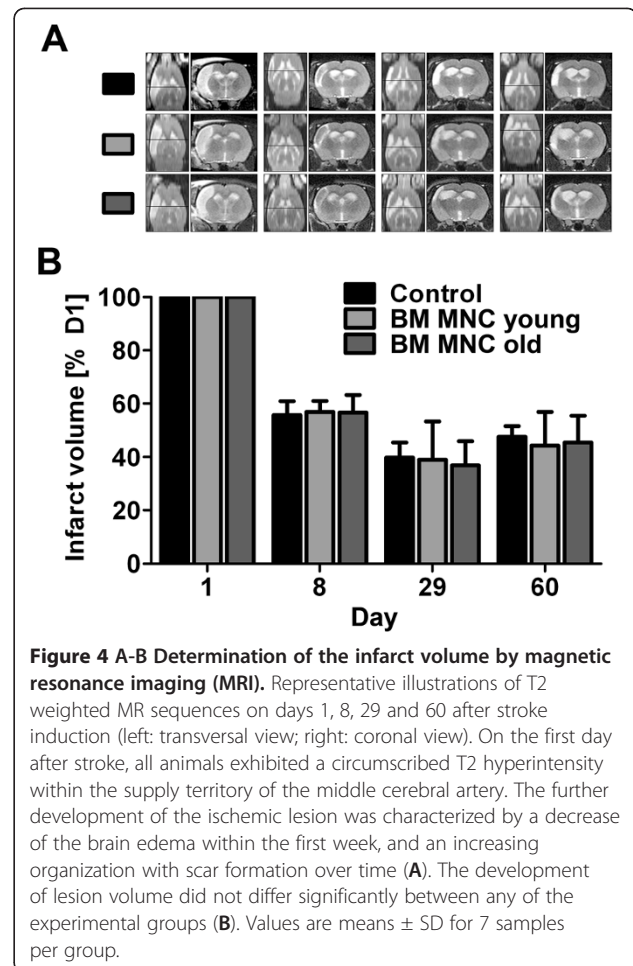 A
B
100
80
60
40
20
0
Infarct volume [% D1]
Control
BM MNC young
BM MNC old
1 8 29 60
Day
Figure 4 A-B Determination of the infarct volume by magnetic
resonance imaging (MRI). Representative illustrations of T2
weighted MR sequences on days 1, 8, 29 and 60 after stroke
induction (left: transversal view; right: coronal view). On the first day
after stroke, all animals exhibited a circumscribed T2 hyperintensity
within the supply territory of the middle cerebral artery. The further
development of the ischemic lesion was characterized by a decrease
of the brain edema within the first week, and an increasing
organization with scar formation over time (A). The development
of lesion volume did not differ significantly between any of the
experimental groups (B). Values are means ± SD for 7 samples
per group.